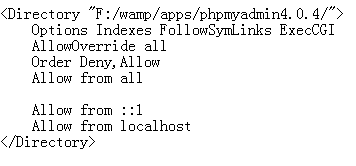 <Directory "F:/wamp/apps/phpmyadmin4.0.4/">
    Options Indexes FollowSymLinks ExecCGI
    AllowOverride all
    Order Deny,Allow
    Allow from all

    Allow from ::1
    Allow from localhost
</Directory>